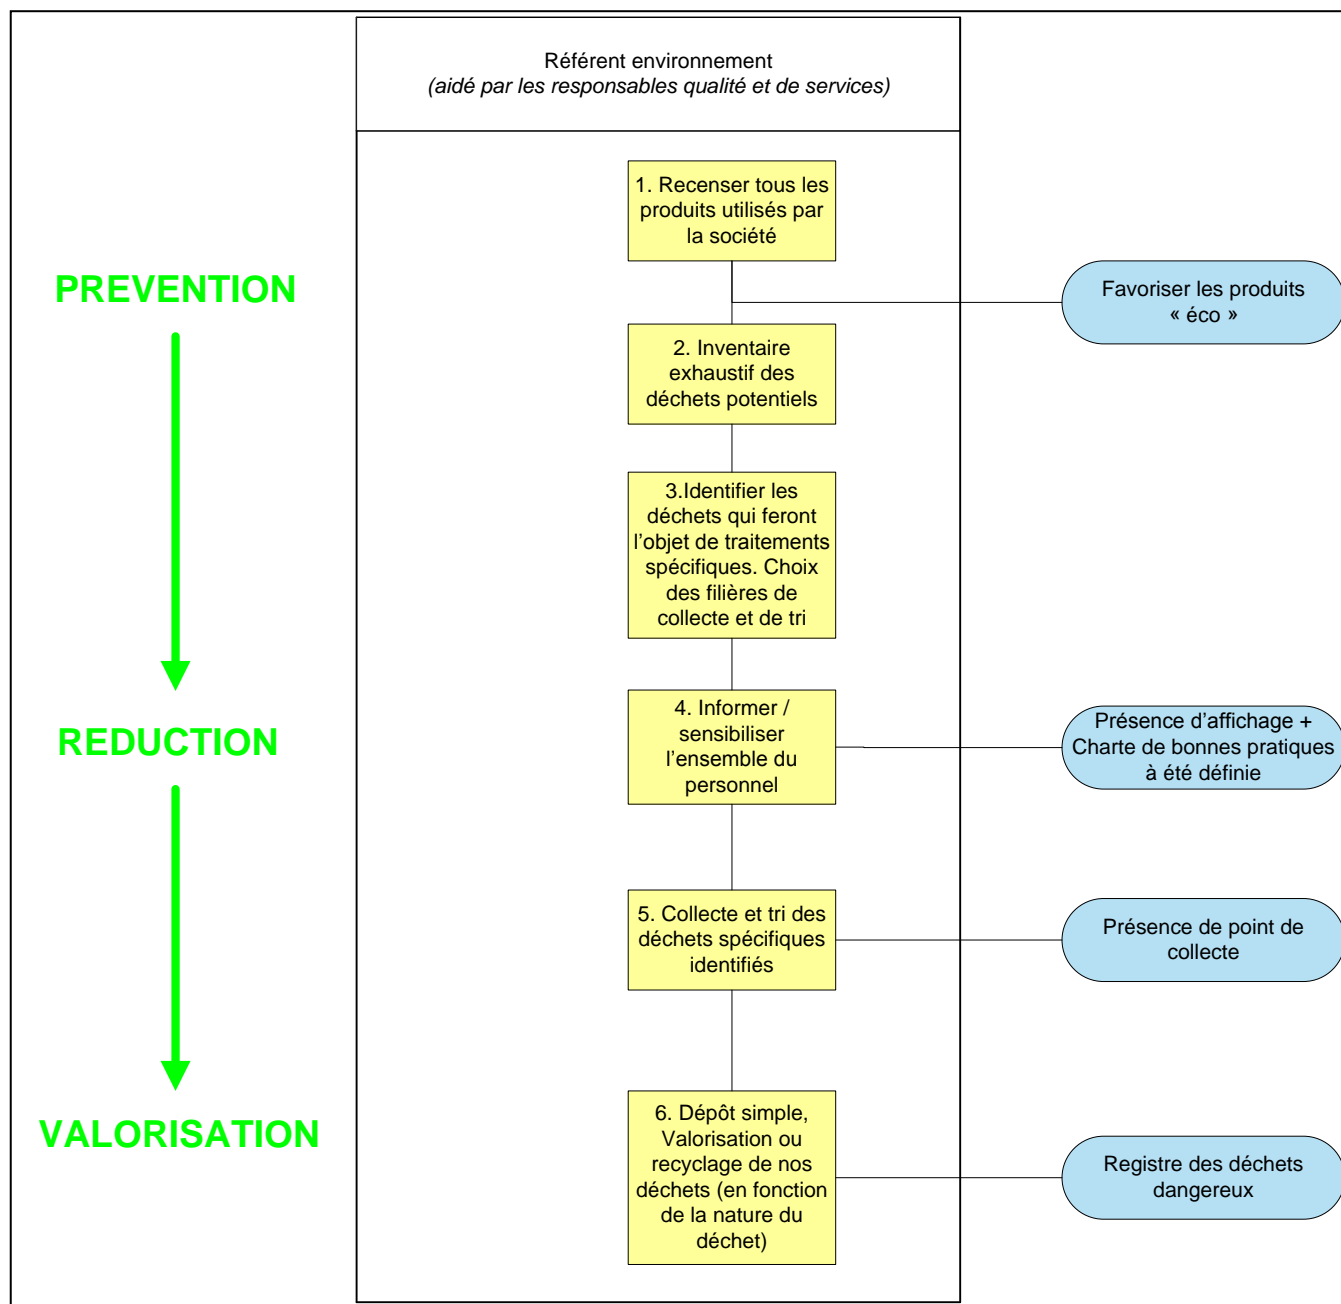 Référent environnement
(aidé par les responsables qualité et de services)
1. Recenser tous les
produits utilisés par
la société
PREVENTION
Favoriser les produits
« éco »
2. Inventaire
exhaustif des
déchets potentiels
3.Identifier les
déchets qui feront
l’objet de traitements
spécifiques. Choix
des filières de
collecte et de tri
REDUCTION
4. Informer /
sensibiliser
l’ensemble du
personnel
Présence d’affichage +
Charte de bonnes pratiques
à été définie
5. Collecte et tri des
déchets spécifiques
identifiés
Présence de point de
collecte
VALORISATION
6. Dépôt simple,
Valorisation ou
recyclage de nos
déchets (en fonction
de la nature du
déchet)
Registre des déchets
dangereux